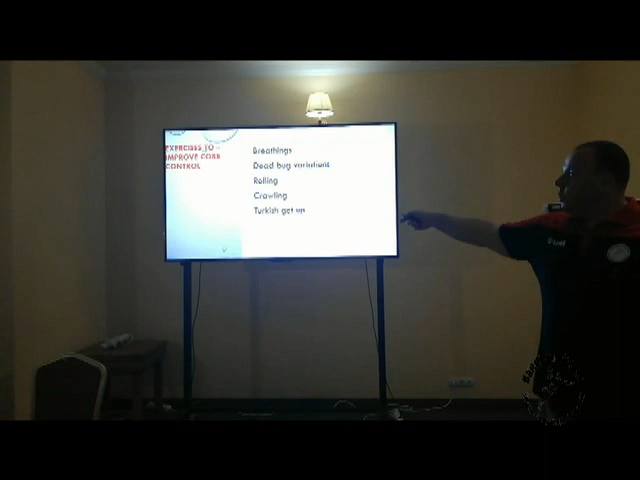 EXERCISES TO
IMPROVE CORE
CONTROL
Breathings
Dead bug variations
Rolling
Crawling
Turkish get up